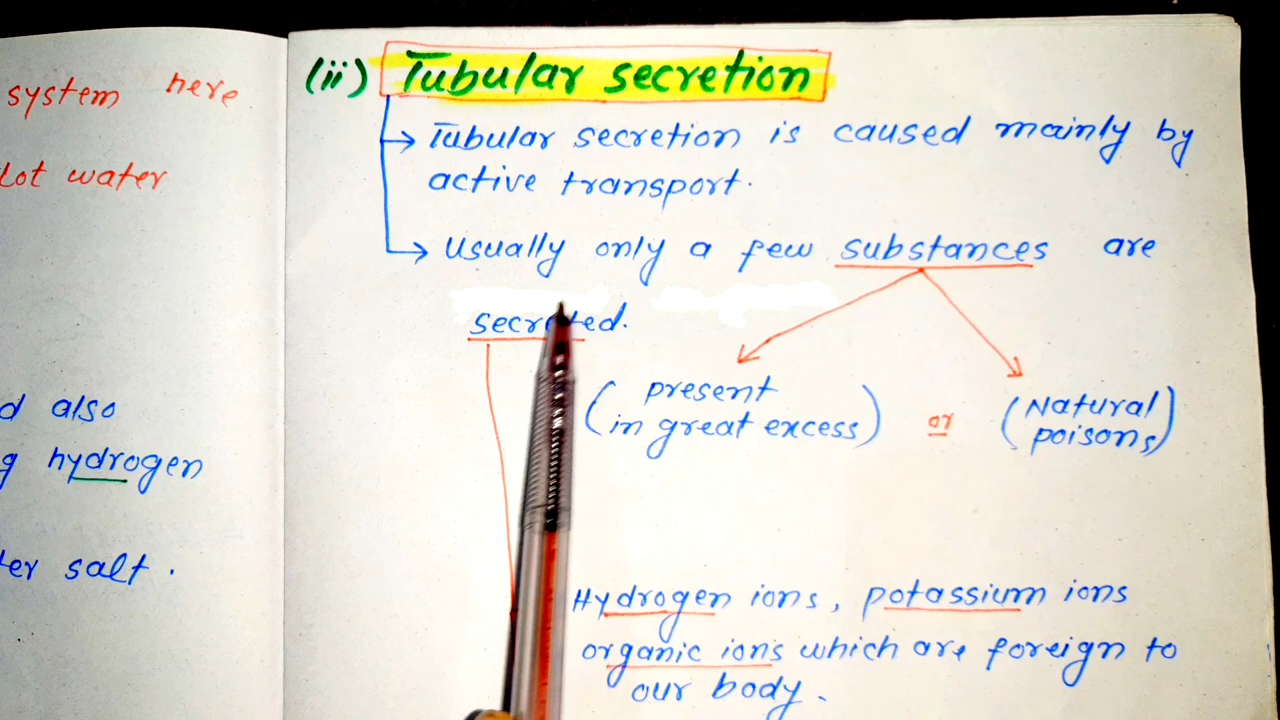 system here
lot water
d also
g hydrogen
ter salt.
(ii) Tubular secretion
Tubular secretion is caused mainly by
active transport.
Usually only a few substances are
secreted.
(present
in great excess) or (Natural
poisons)
Hydrogen ions, potassium ions
organic ions which are foreign to
our body.